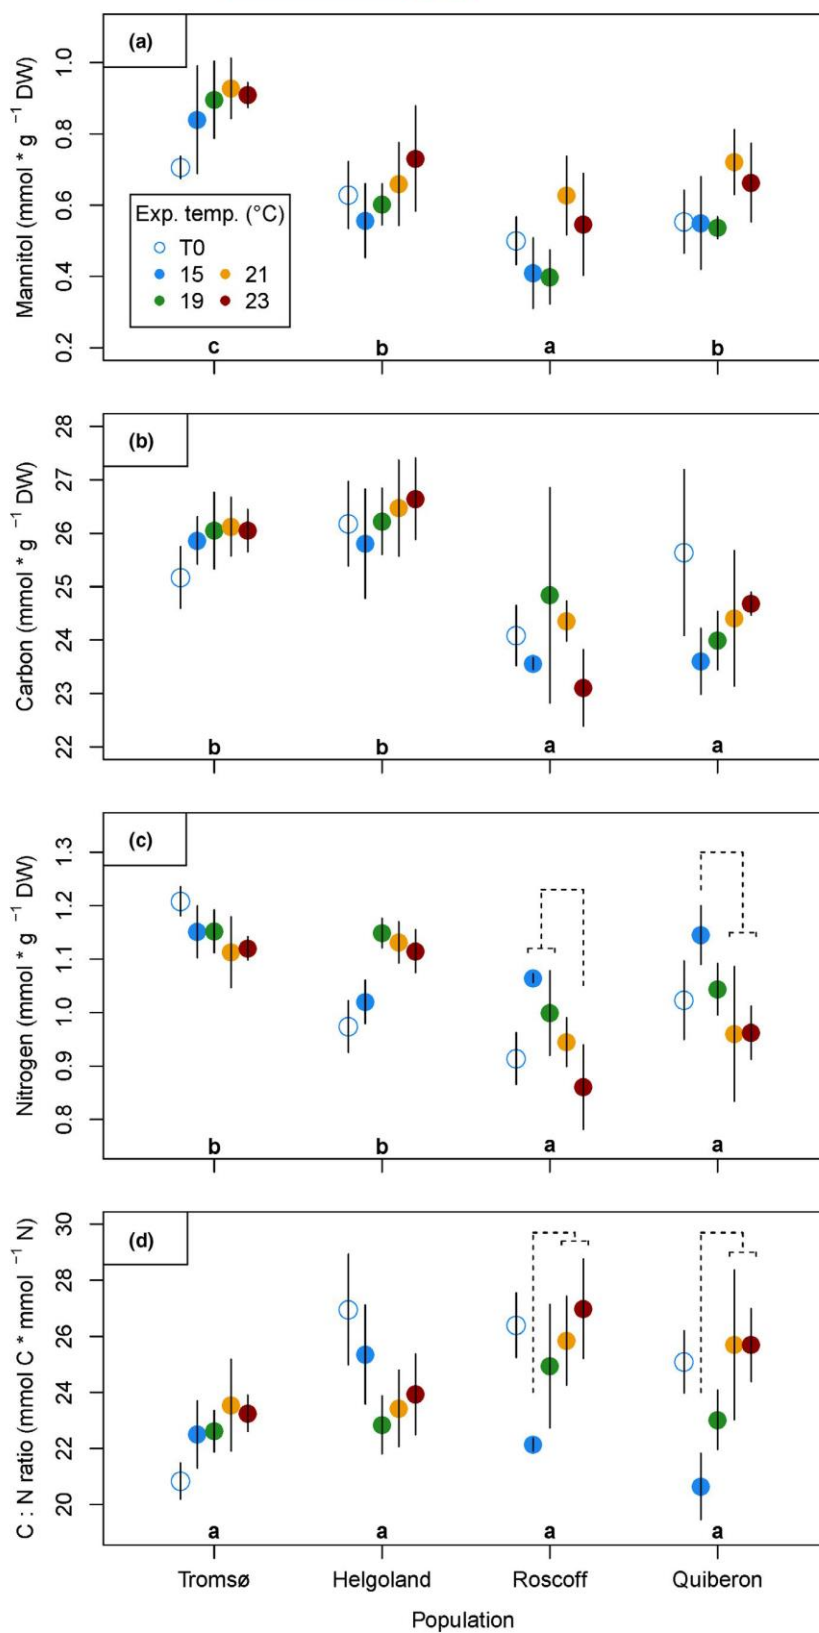 (a)
Mannitol (mmol * g⁻¹ DW)
1.0
0.8
0.6
0.4
0.2
Exp. temp. (°C)
T0
15 21
19 23
c b a b
(b)
Carbon (mmol * g⁻¹ DW)
28
27
26
25
24
23
22
b b a a
(c)
Nitrogen (mmol * g⁻¹ DW)
1.3
1.2
1.1
1.0
0.9
0.8
b b a a
(d)
C : N ratio (mmol C * mmol⁻¹ N)
30
28
26
24
22
20
a a a a
Tromsø Helgoland Roscoff Quiberon
Population